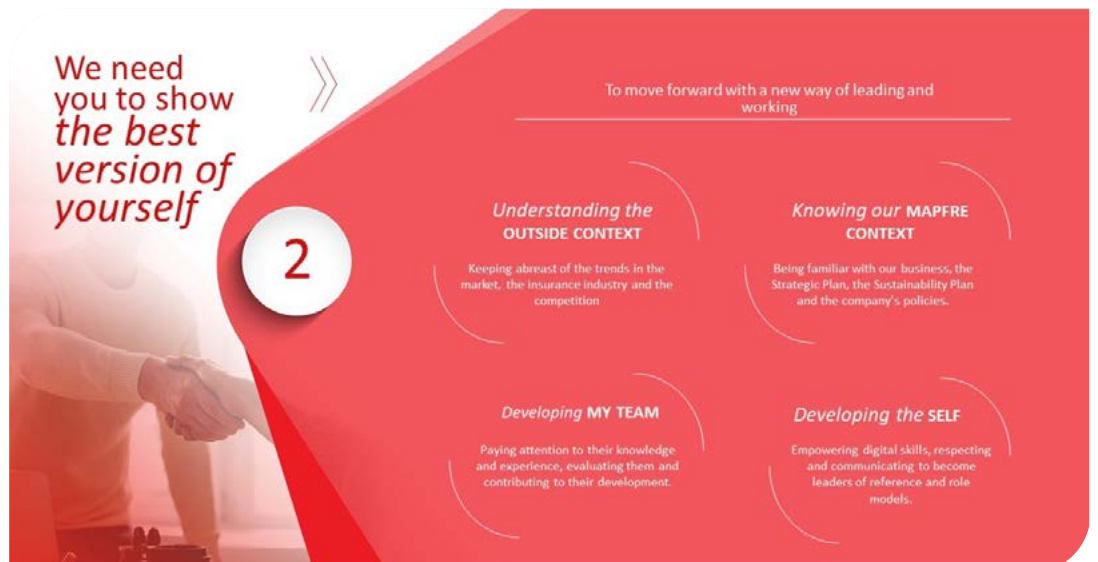 We need
you to show
the best
version of
yourself
2
To move forward with a new way of leading and
working
Understanding the
OUTSIDE CONTEXT
Keeping abreast of the trends in the
market, the insurance industry and the
competition
Knowing our MAPFRE
CONTEXT
Being familiar with our business, the
Strategic Plan, the Sustainability Plan
and the company's policies.
Developing MY TEAM
Paying attention to their knowledge
and experience, evaluating them and
contributing to their development.
Developing the SELF
Empowering digital skills, respecting
and communicating to become
leaders of reference and role
models.